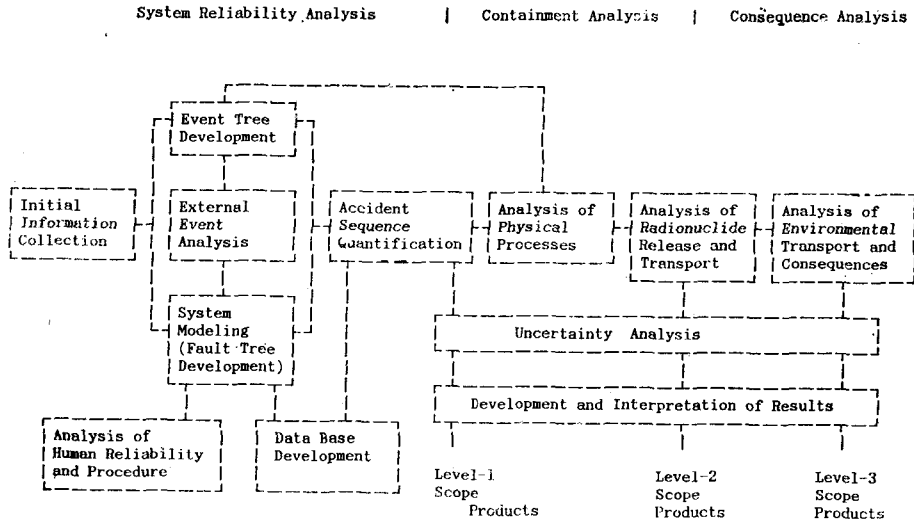 System Reliability Analysis | Containment Analysis | Consequence Analysis
Event Tree
Development
Initial
Information
Collection
External
Event
Analysis
Accident
Sequence
Quantification
Analysis of
Physical
Processes
Analysis of
Radionuclide
Release and
Transport
Analysis of
Environmental
Transport and
Consequences
System
Modeling
(Fault Tree
Development)
Uncertainty Analysis
Development and Interpretation of Results
Analysis of
Human Reliability
and Procedure
Data Base
Development
Level-1
Scope
Products
Level-2
Scope
Products
Level-3
Scope
Products